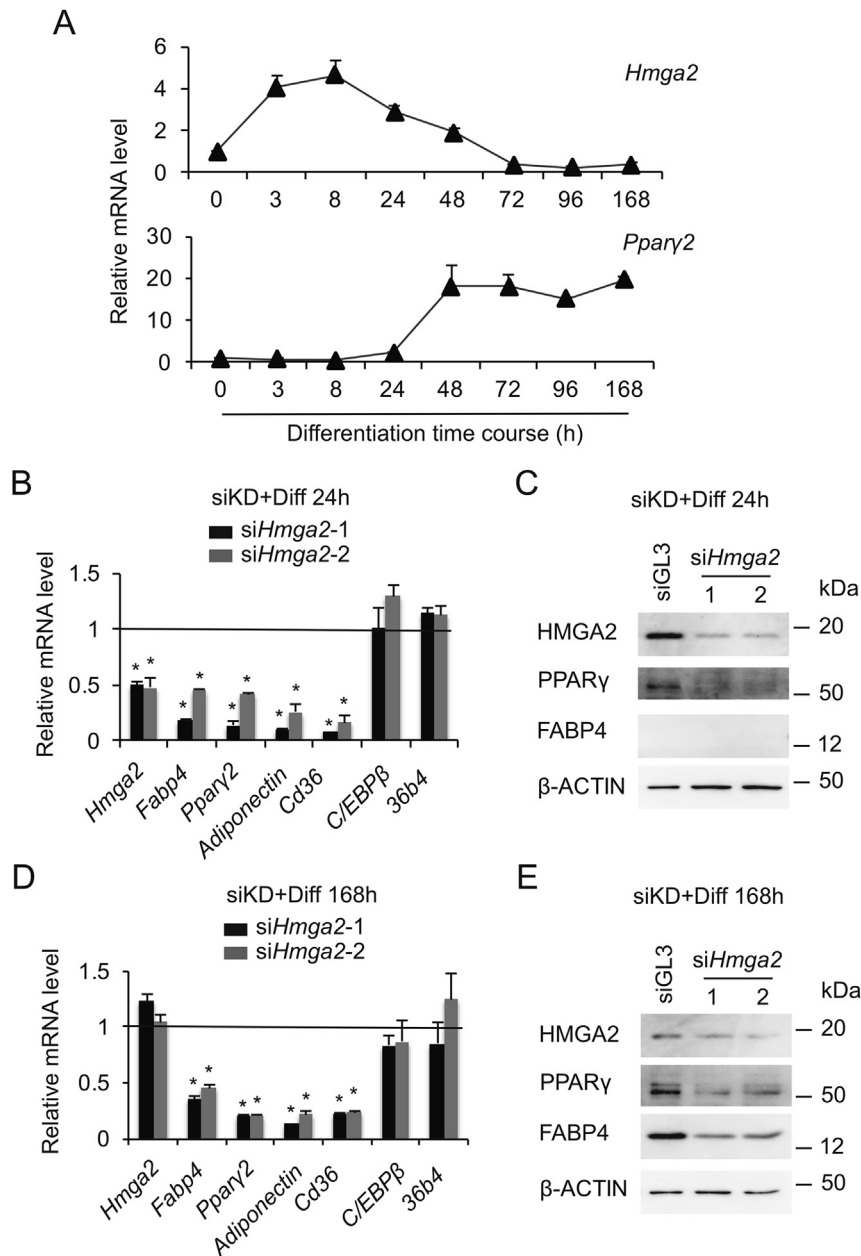 A
Hmga2
6
4
2
0
0 3 8 24 48 72 96 168
Relative mRNA level
Pparγ2
30
20
10
0
0 3 8 24 48 72 96 168
Differentiation time course (h)
B
siKD+Diff 24h
siHmga2-1
siHmga2-2
Relative mRNA level
1.5
1
0.5
0
* * * * * * * * * *
Hmga2 Fabp4 Pparγ2 Adiponectin Cd36 C/EBPβ 36b4
C
siKD+Diff 24h
siGL3 siHmga2
1 2 kDa
HMGA2 20
PPARγ 50
FABP4 12
β-ACTIN 50
D
siKD+Diff 168h
siHmga2-1
siHmga2-2
Relative mRNA level
1.5
1
0.5
0
* * * * * * * *
Hmga2 Fabp4 Pparγ2 Adiponectin Cd36 C/EBPβ 36b4
E
siKD+Diff 168h
siGL3 siHmga2
1 2 kDa
HMGA2 20
PPARγ 50
FABP4 12
β-ACTIN 50